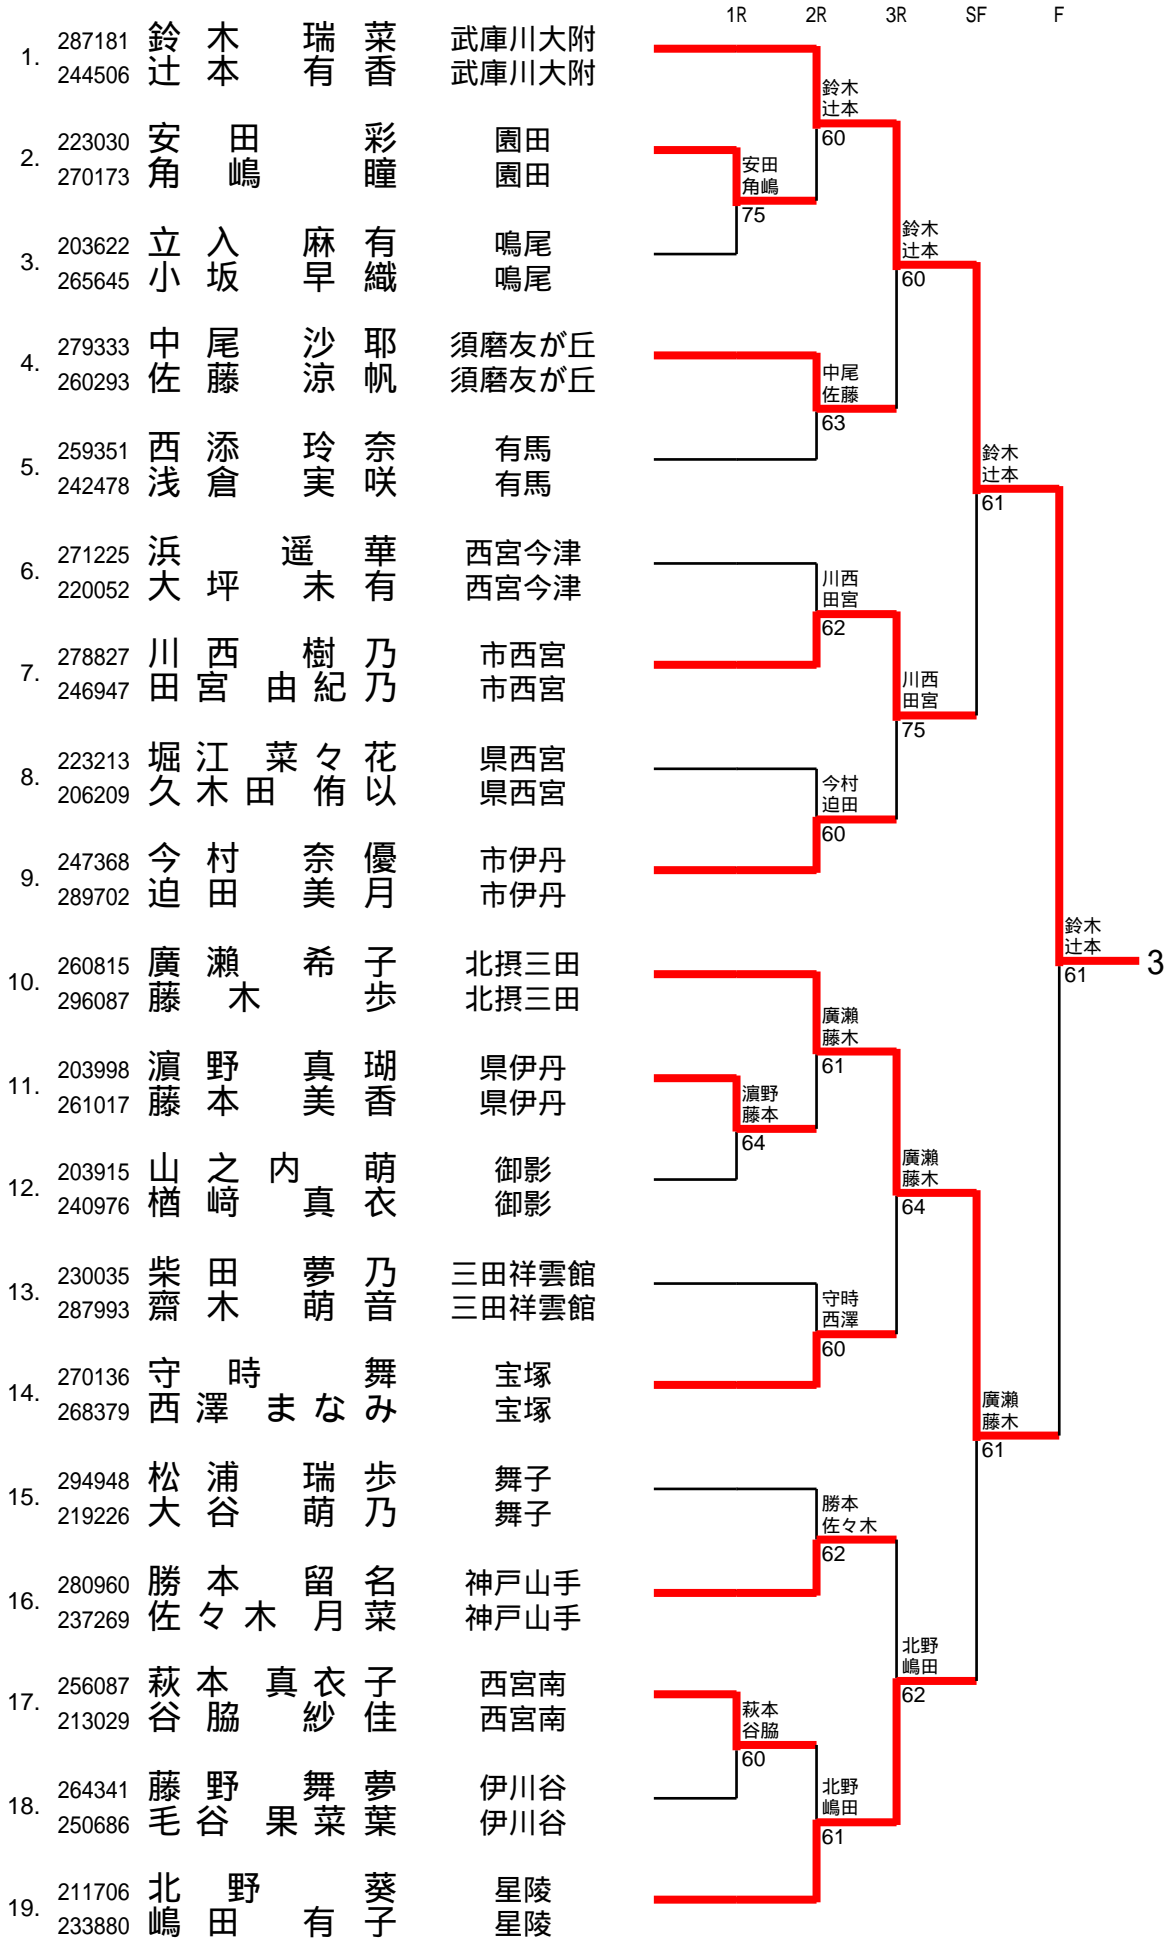 1R 2R 3R SF F
1. 287181 鈴木 瑞菜 武庫川大附
244506 辻本 有香 武庫川大附
鈴木
辻本
60
2. 223030 安田 彩 園田
270173 角嶋 瞳 園田
安田
角嶋
75
3. 203622 立入 麻有 鳴尾
265645 小坂 早織 鳴尾
鈴木
辻本
60
4. 279333 中尾 沙耶 須磨友が丘
260293 佐藤 涼帆 須磨友が丘
中尾
佐藤
63
5. 259351 西添 玲奈 有馬
242478 浅倉 実咲 有馬
鈴木
辻本
61
6. 271225 浜 遥華 西宮今津
220052 大坪 未有 西宮今津
川西
田宮
62
7. 278827 川西 樹乃 市西宮
246947 田宮 由紀乃 市西宮
川西
田宮
75
8. 223213 堀江 菜々花 県西宮
206209 久木田 侑以 県西宮
今村
迫田
60
9. 247368 今村 奈優 市伊丹
289702 迫田 美月 市伊丹
鈴木
辻本
61
3
10. 260815 廣瀬 希子 北摂三田
296087 藤木 歩 北摂三田
廣瀬
藤木
61
11. 203998 濵野 真瑚 県伊丹
261017 藤本 美香 県伊丹
濵野
藤本
64
12. 203915 山之内 萌 御影
240976 楢﨑 真衣 御影
廣瀬
藤木
64
13. 230035 柴田 夢乃 三田祥雲館
287993 齋木 萌音 三田祥雲館
守時
西澤
60
14. 270136 守時 舞 宝塚
268379 西澤 まなみ 宝塚
廣瀬
藤木
61
15. 294948 松浦 瑞歩 舞子
219226 大谷 萌乃 舞子
勝本
佐々木
62
16. 280960 勝本 留名 神戸山手
237269 佐々木 月菜 神戸山手
北野
嶋田
62
17. 256087 萩本 真衣子 西宮南
213029 谷脇 紗佳 西宮南
萩本
谷脇
60
18. 264341 藤野 舞夢 伊川谷
250686 毛谷 果菜葉 伊川谷
北野
嶋田
61
19. 211706 北野 葵 星陵
233880 嶋田 有子 星陵